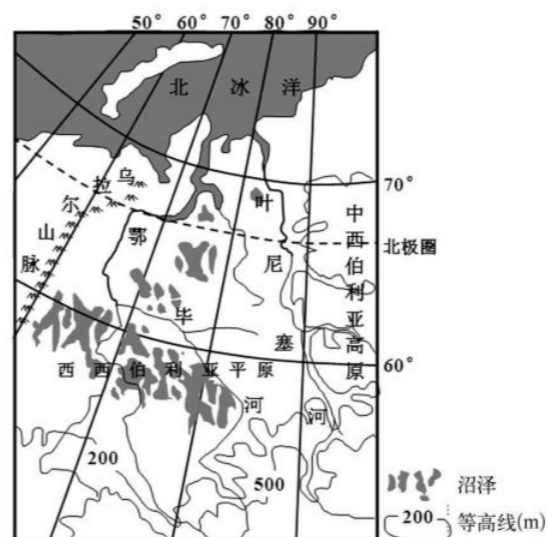 50° 60° 70° 80° 90°
北冰洋
乌拉尔山脉
70°
中西伯利亚高原
叶尼塞河
北极圈
鄂毕河
60°
西西伯利亚平原
200
500
沼泽
200 等高线(m)